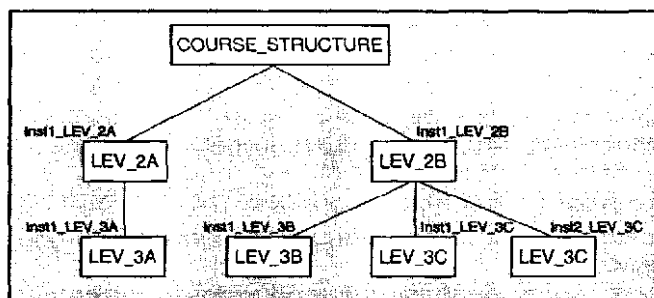 COURSE_STRUCTURE
Inst1_LEV_2A Inst1_LEV_2B
LEV_2A LEV_2B
Inst1_LEV_3A Inst1_LEV_3B Inst1_LEV_3C Inst2_LEV_3C
LEV_3A LEV_3B LEV_3C LEV_3C